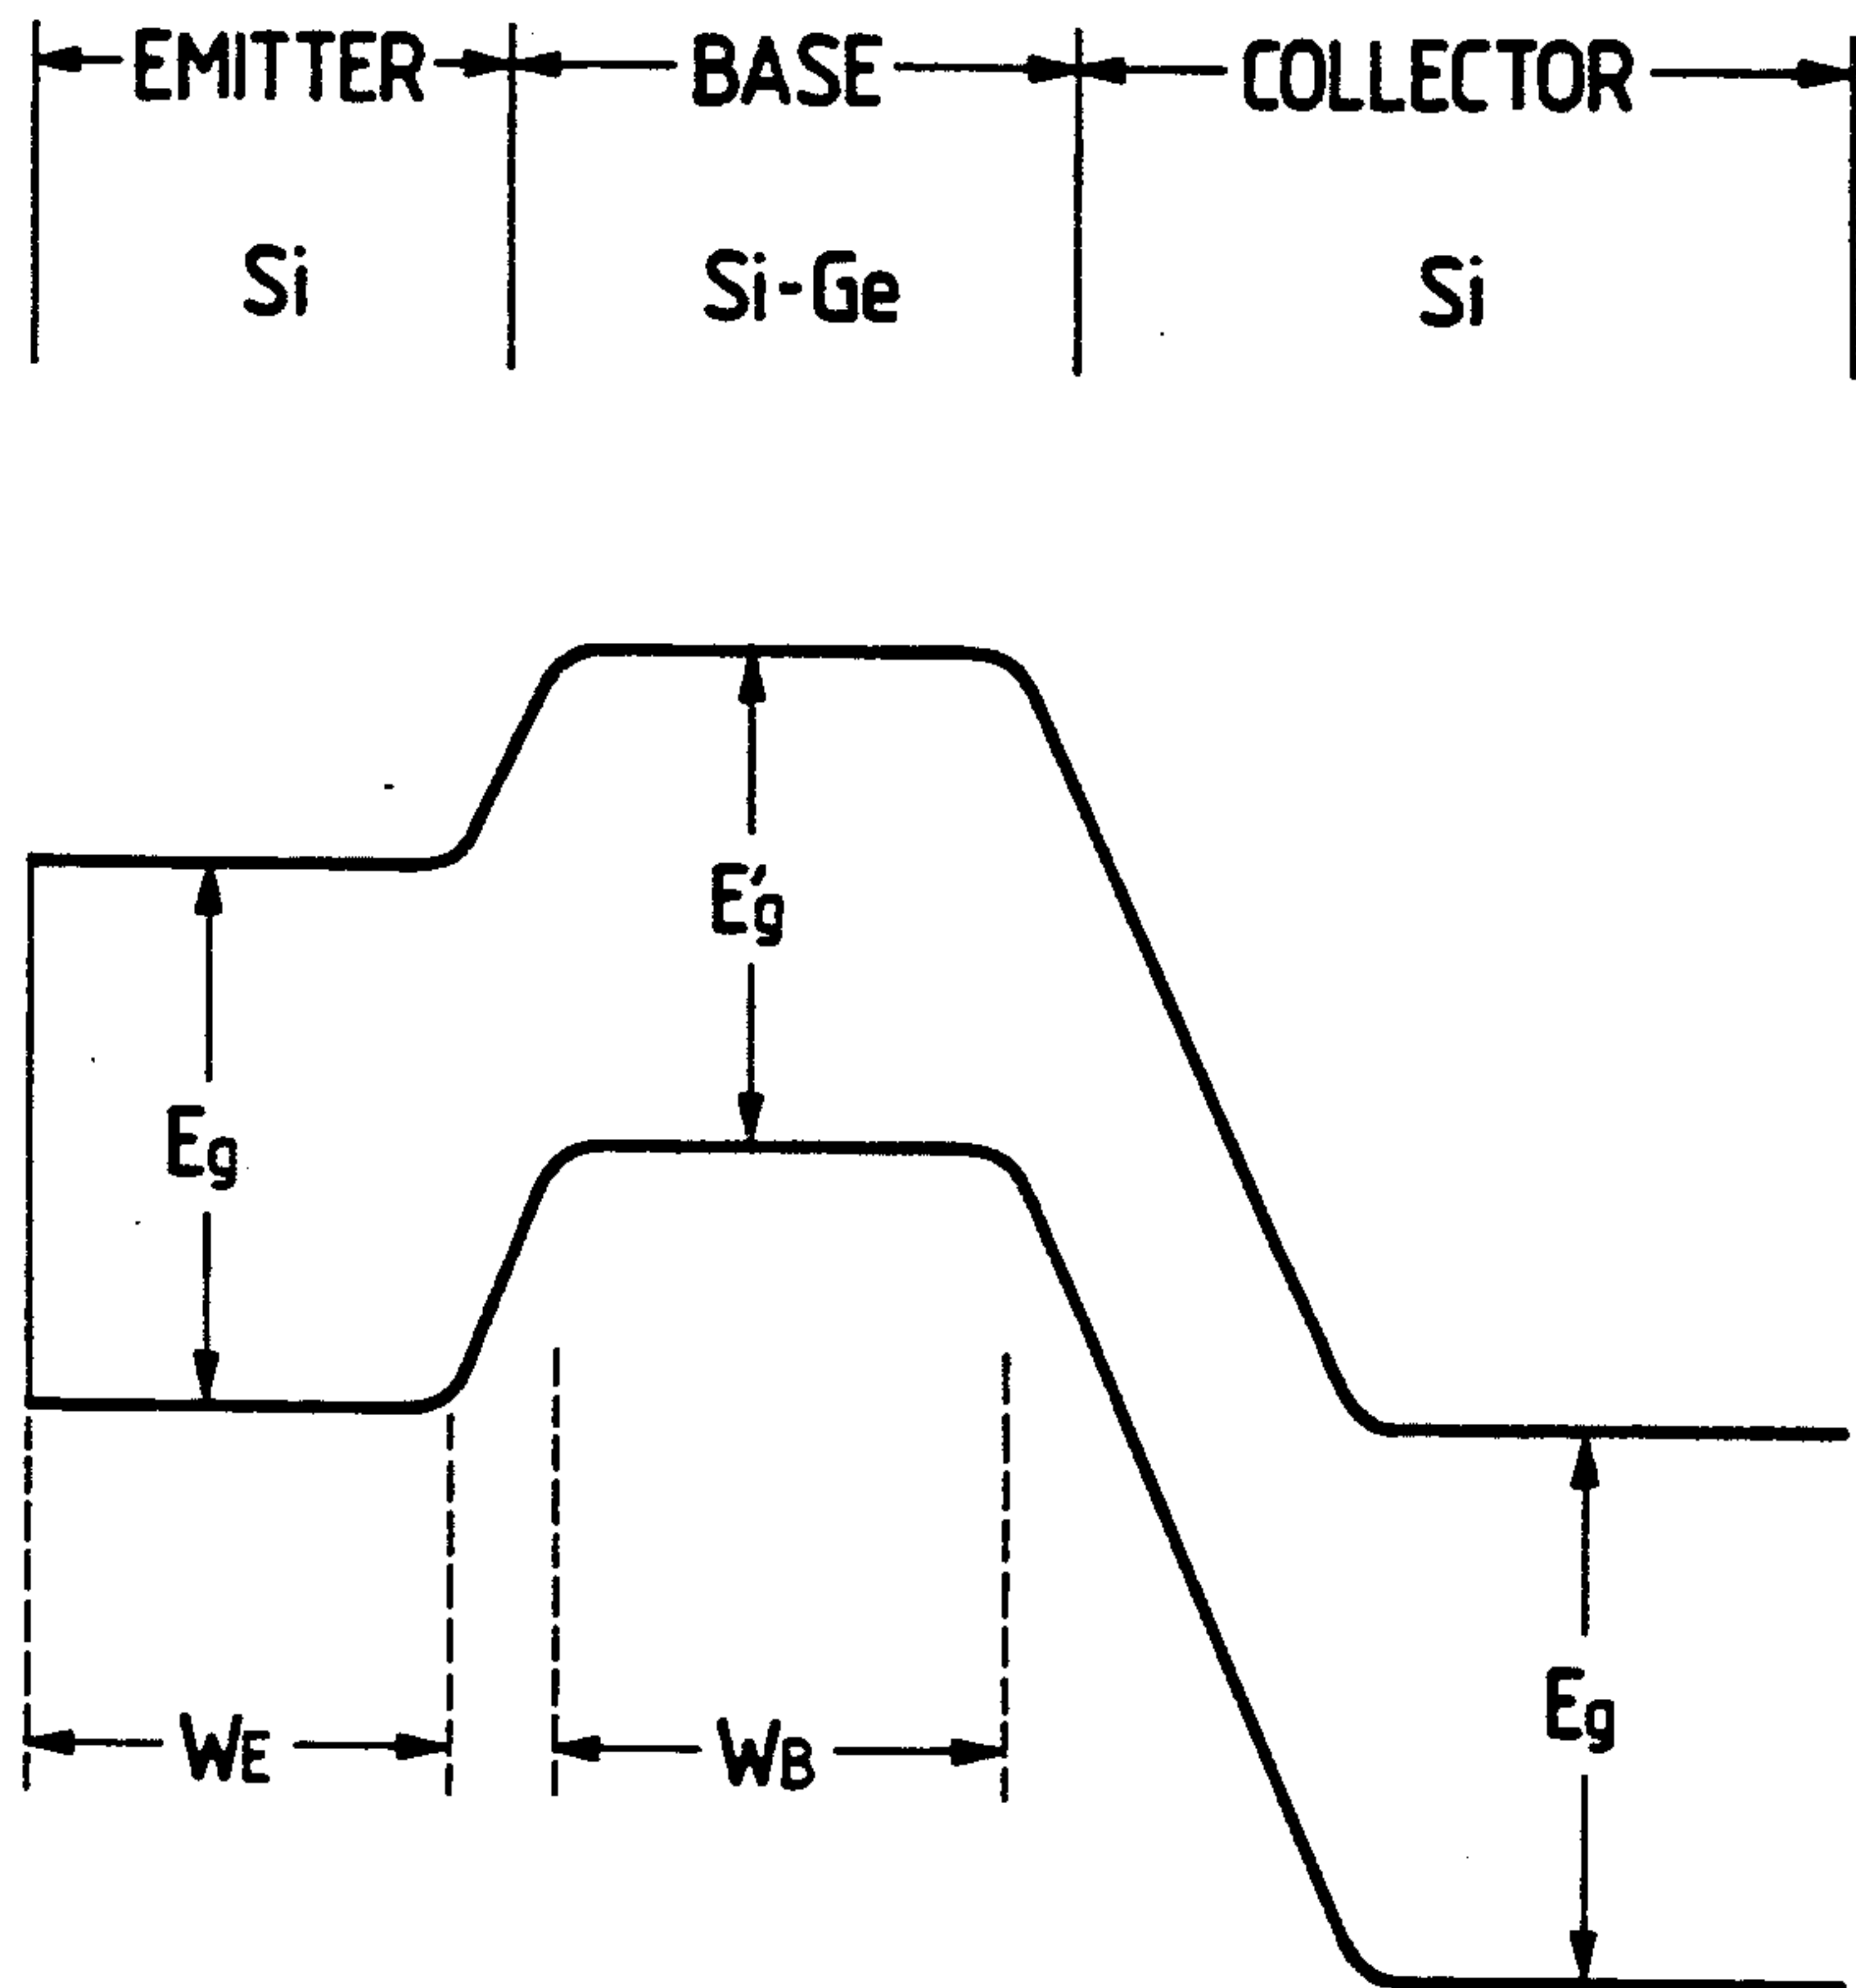 EMITTER BASE COLLECTOR
Si Si-Ge Si
E'g
Eg
Eg
WE WB